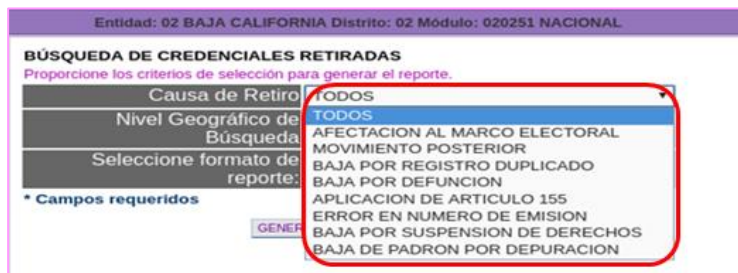 Entidad: 02 BAJA CALIFORNIA Distrito: 02 Módulo: 020251 NACIONAL
BÚSQUEDA DE CREDENCIALES RETIRADAS
Proporcione los criterios de selección para generar el reporte.
Causa de Retiro TODOS
Nivel Geográfico de
Búsqueda
Seleccione formato de
reporte:
* Campos requeridos
TODOS
AFECTACION AL MARCO ELECTORAL
MOVIMIENTO POSTERIOR
BAJA POR REGISTRO DUPLICADO
BAJA POR DEFUNCION
APLICACION DE ARTICULO 155
ERROR EN NUMERO DE EMISION
BAJA POR SUSPENSION DE DERECHOS
BAJA DE PADRON POR DEPURACION